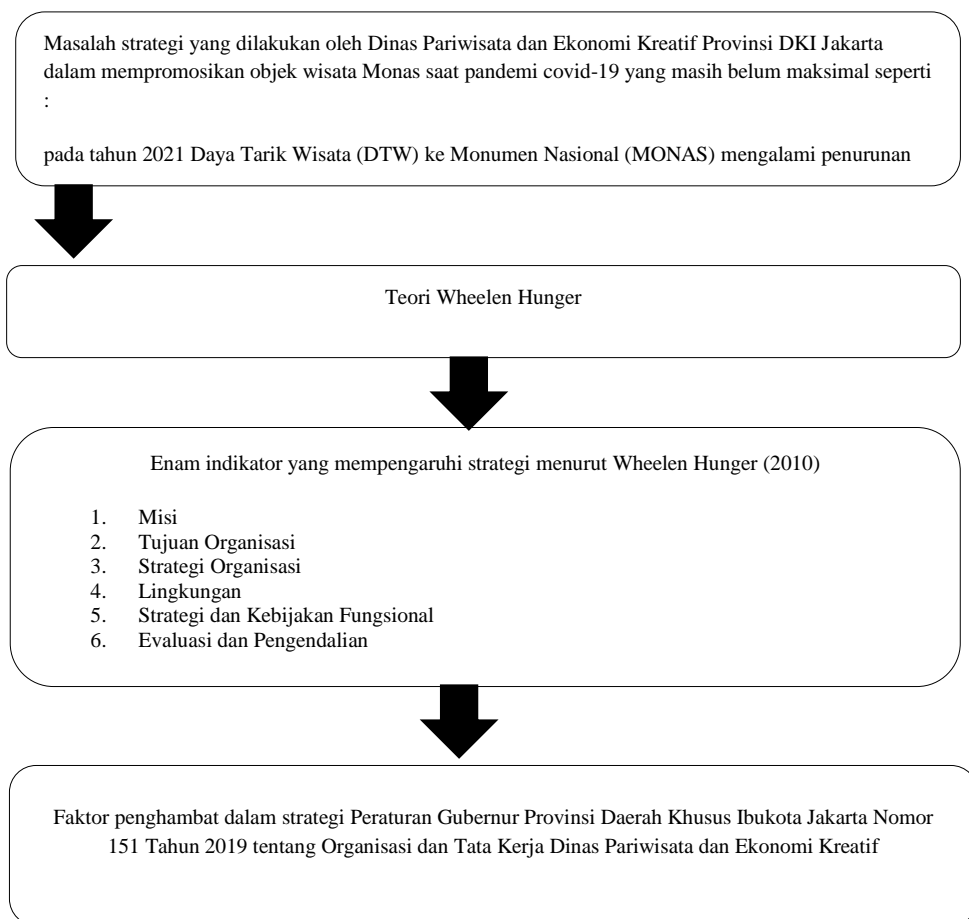 Masalah strategi yang dilakukan oleh Dinas Pariwisata dan Ekonomi Kreatif Provinsi DKI Jakarta
dalam mempromosikan objek wisata Monas saat pandemi covid-19 yang masih belum maksimal seperti
:
pada tahun 2021 Daya Tarik Wisata (DTW) ke Monumen Nasional (MONAS) mengalami penurunan
Teori Wheelen Hunger
Enam indikator yang mempengaruhi strategi menurut Wheelen Hunger (2010)
1. Misi
2. Tujuan Organisasi
3. Strategi Organisasi
4. Lingkungan
5. Strategi dan Kebijakan Fungsional
6. Evaluasi dan Pengendalian
Faktor penghambat dalam strategi Peraturan Gubernur Provinsi Daerah Khusus Ibukota Jakarta Nomor
151 Tahun 2019 tentang Organisasi dan Tata Kerja Dinas Pariwisata dan Ekonomi Kreatif